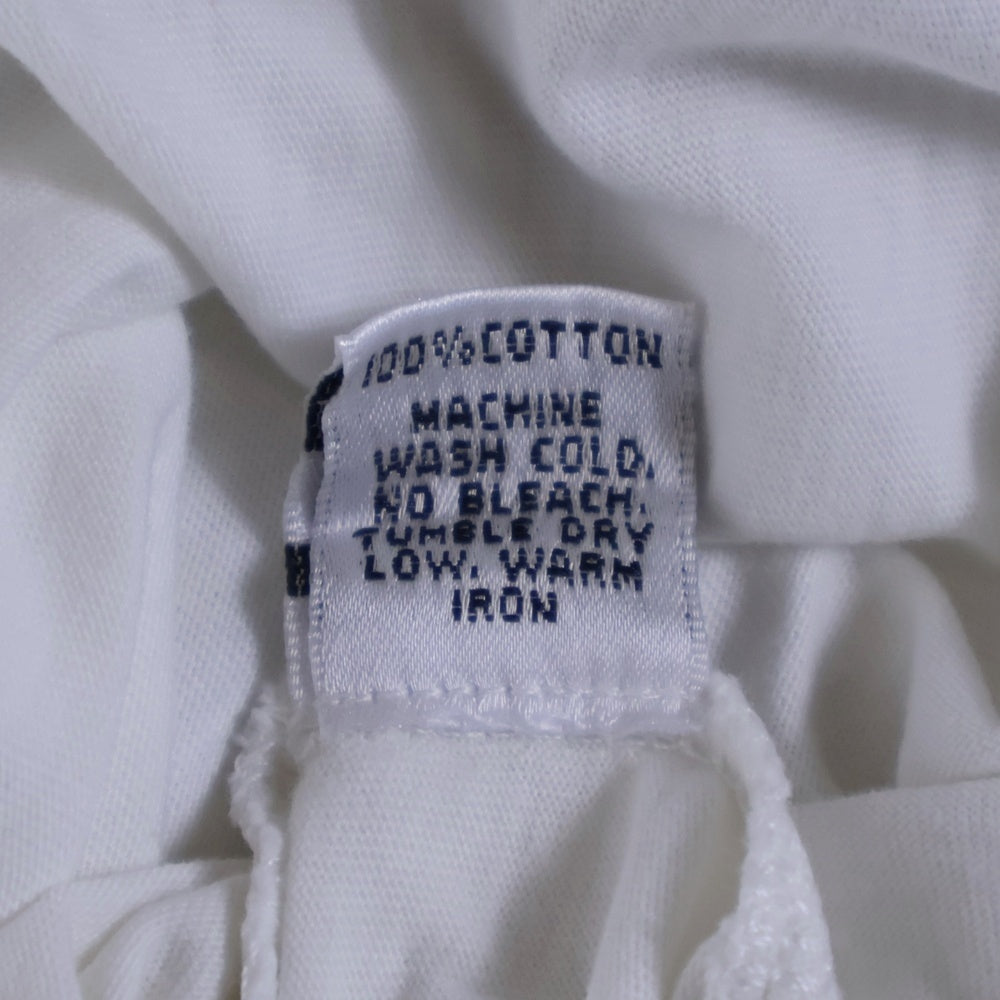 100% COTTON
MACHINE
WASH COLD.
NO BLEACH.
TUMBLE DRY
LOW. WARM
IRON